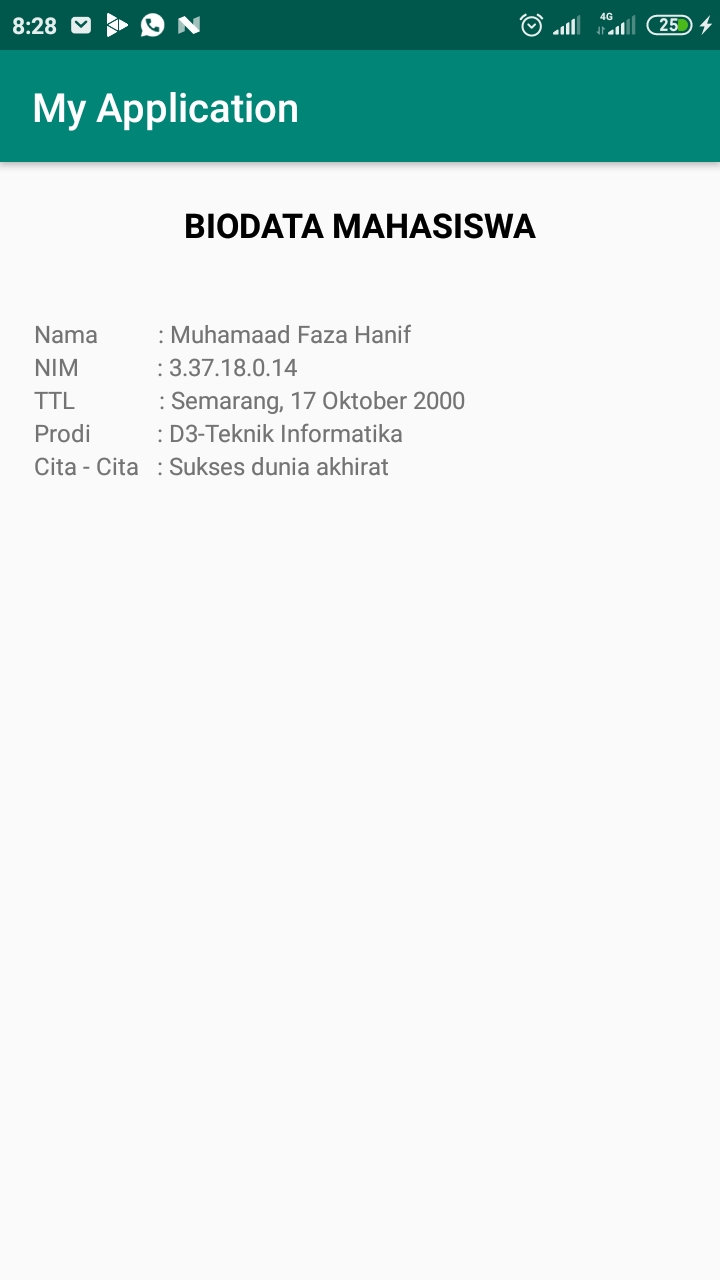 8:28 4G 25
My Application
BIODATA MAHASISWA
Nama : Muhamaad Faza Hanif
NIM : 3.37.18.0.14
TTL : Semarang, 17 Oktober 2000
Prodi : D3-Teknik Informatika
Cita - Cita : Sukses dunia akhirat